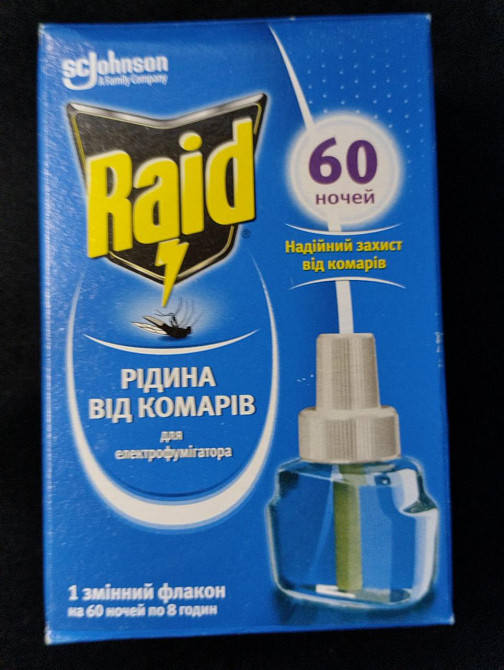 SC Johnson
A Family Company
Raid®
60
ночей
Надійний захист
від комарів
РІДИНА
ВІД КОМАРІВ
для
електрофумігатора
1 змінний флакон
на 60 ночей по 8 годин